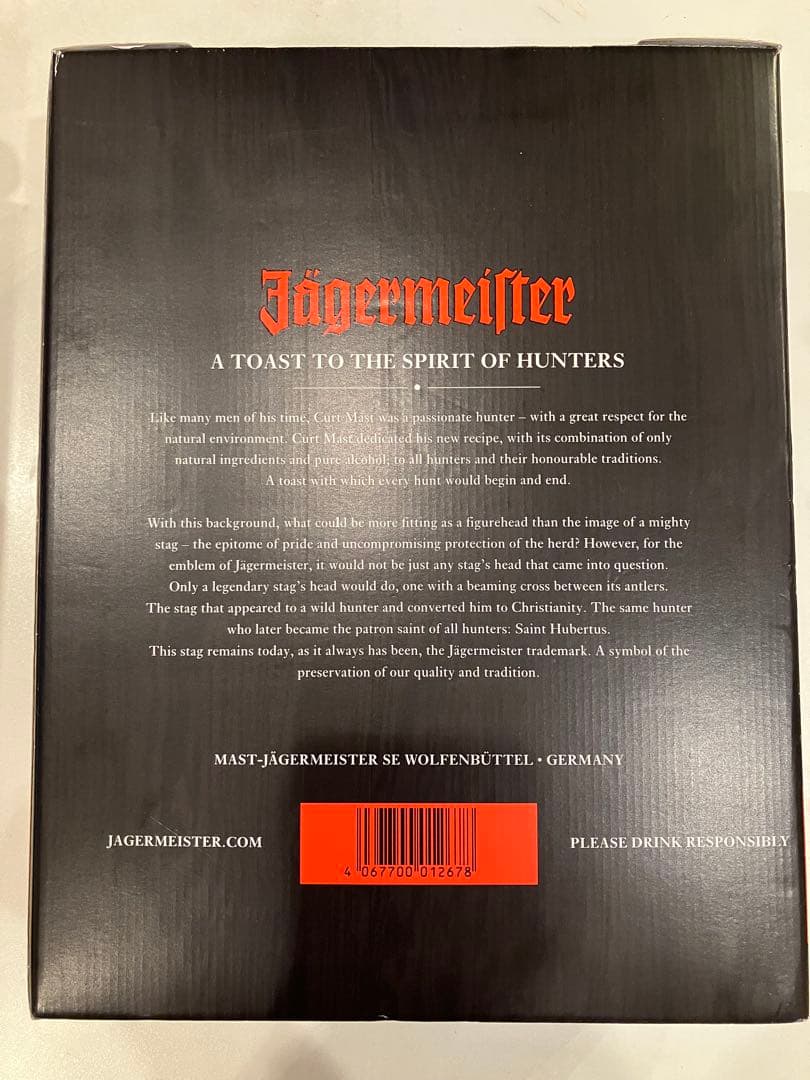 Jägermeiſter
A TOAST TO THE SPIRIT OF HUNTERS
Like many men of his time, Curt Mast was a passionate hunter – with a great respect for the
natural environment. Curt Mast dedicated his new recipe, with its combination of only
natural ingredients and pure alcohol, to all hunters and their honourable traditions.
A toast with which every hunt would begin and end.
With this background, what could be more fitting as a figurehead than the image of a mighty
stag – the epitome of pride and uncompromising protection of the herd? However, for the
emblem of Jägermeister, it would not be just any stag's head that came into question.
Only a legendary stag's head would do, one with a beaming cross between its antlers.
The stag that appeared to a wild hunter and converted him to Christianity. The same hunter
who later became the patron saint of all hunters: Saint Hubertus.
This stag remains today, as it always has been, the Jägermeister trademark. A symbol of the
preservation of our quality and tradition.
MAST-JÄGERMEISTER SE WOLFENBÜTTEL • GERMANY
JAGERMEISTER.COM
4 067700 012678
PLEASE DRINK RESPONSIBLY